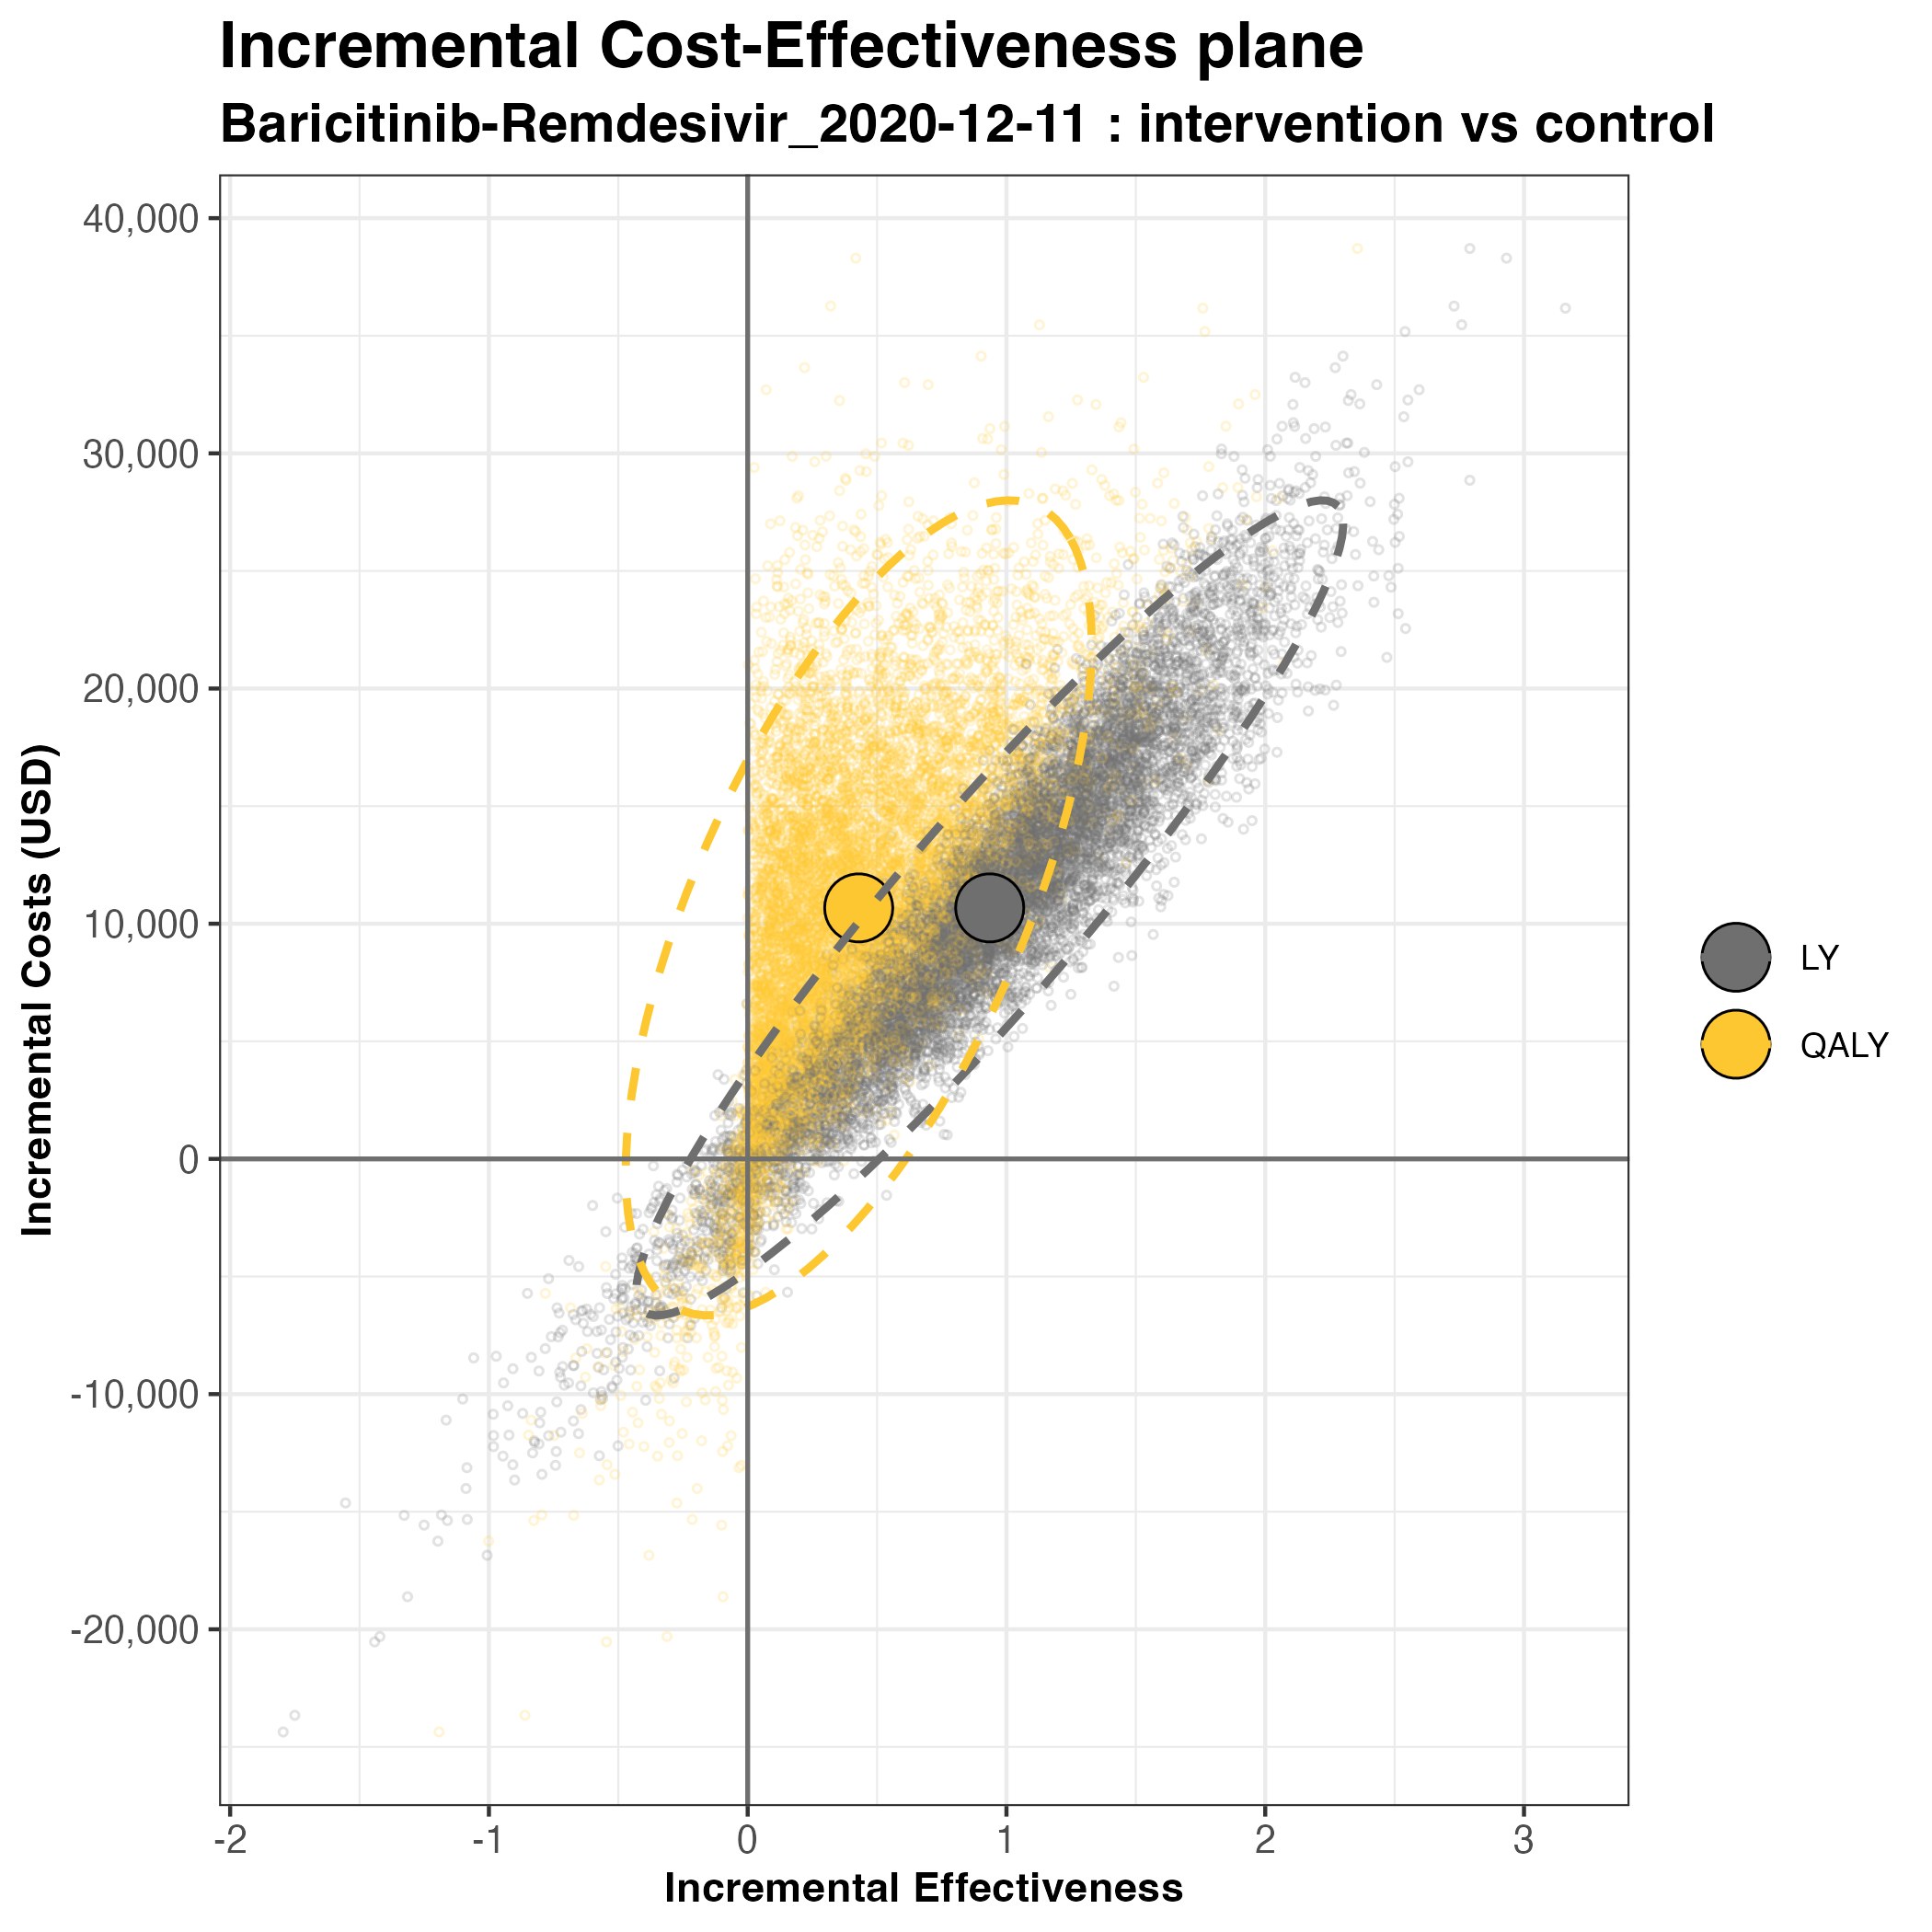 Incremental Cost-Effectiveness plane
Baricitinib-Remdesivir_2020-12-11 : intervention vs control
40,000
30,000
20,000
10,000
0
-10,000
-20,000
Incremental Costs (USD)
-2
-1
0
1
2
3
Incremental Effectiveness
LY
QALY